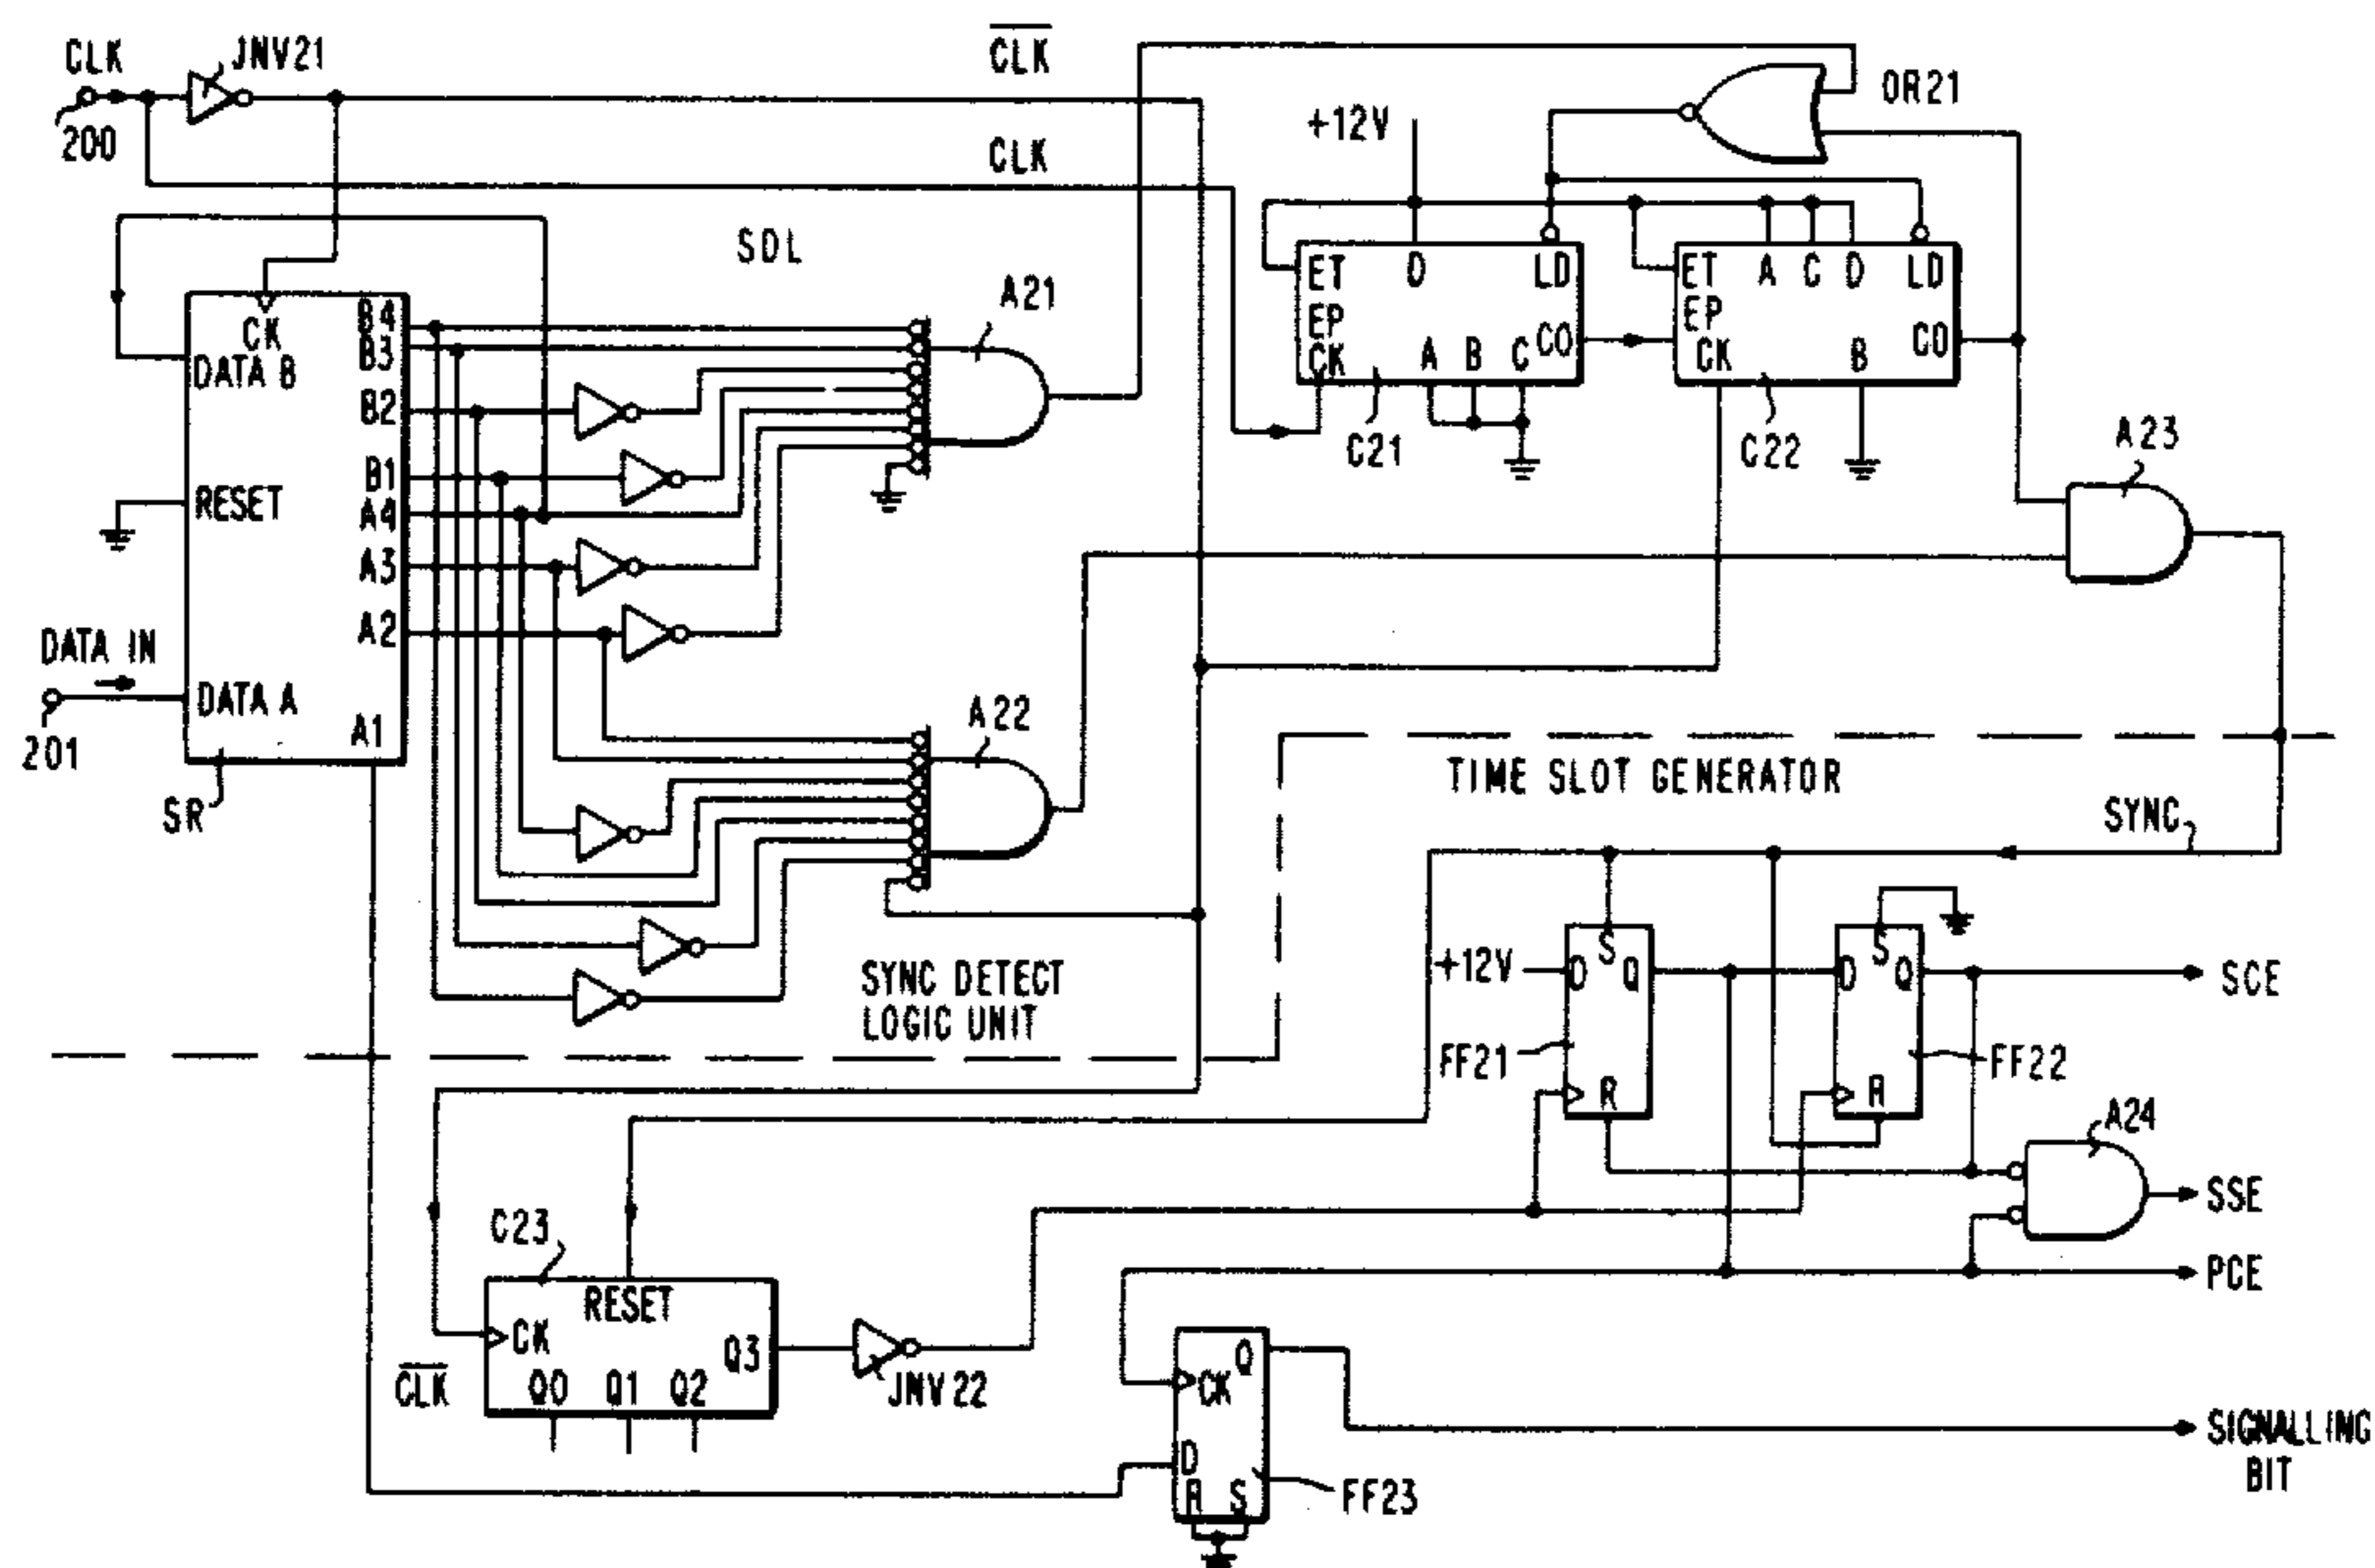 CLK
JNV21
200
CLK
CLK
+12V
OR21
SDL
ET
EP
CK
D
LD
A
B
C
CO
C21
ET
EP
CK
A
C
D
LD
B
CO
C22
CK
DATA B
RESET
DATA A
B4
B3
B2
B1
A4
A3
A2
A1
DATA IN
201
SR
A21
A22
A23
TIME SLOT GENERATOR
SYNC
SYNC DETECT
LOGIC UNIT
+12V
D
S
Q
R
FF21
D
S
Q
R
FF22
SCE
A24
SSE
PCE
C23
RESET
CK
Q0
Q1
Q2
Q3
CLK
JNV22
CK
Q
D
R
S
FF23
SIGNALLING
BIT